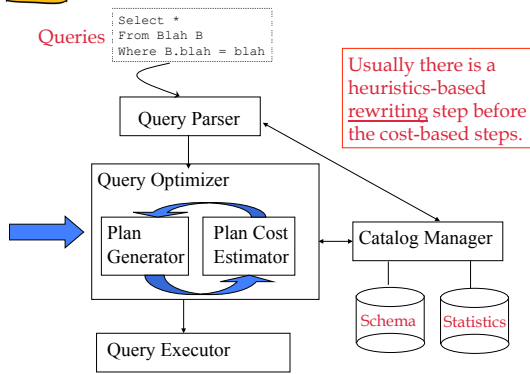 Queries
Select *
From Blah B
Where B.blah = blah
Usually there is a
heuristics-based
rewriting step before
the cost-based steps.
Query Parser
Query Optimizer
Plan
Generator
Plan Cost
Estimator
Catalog Manager
Schema
Statistics
Query Executor